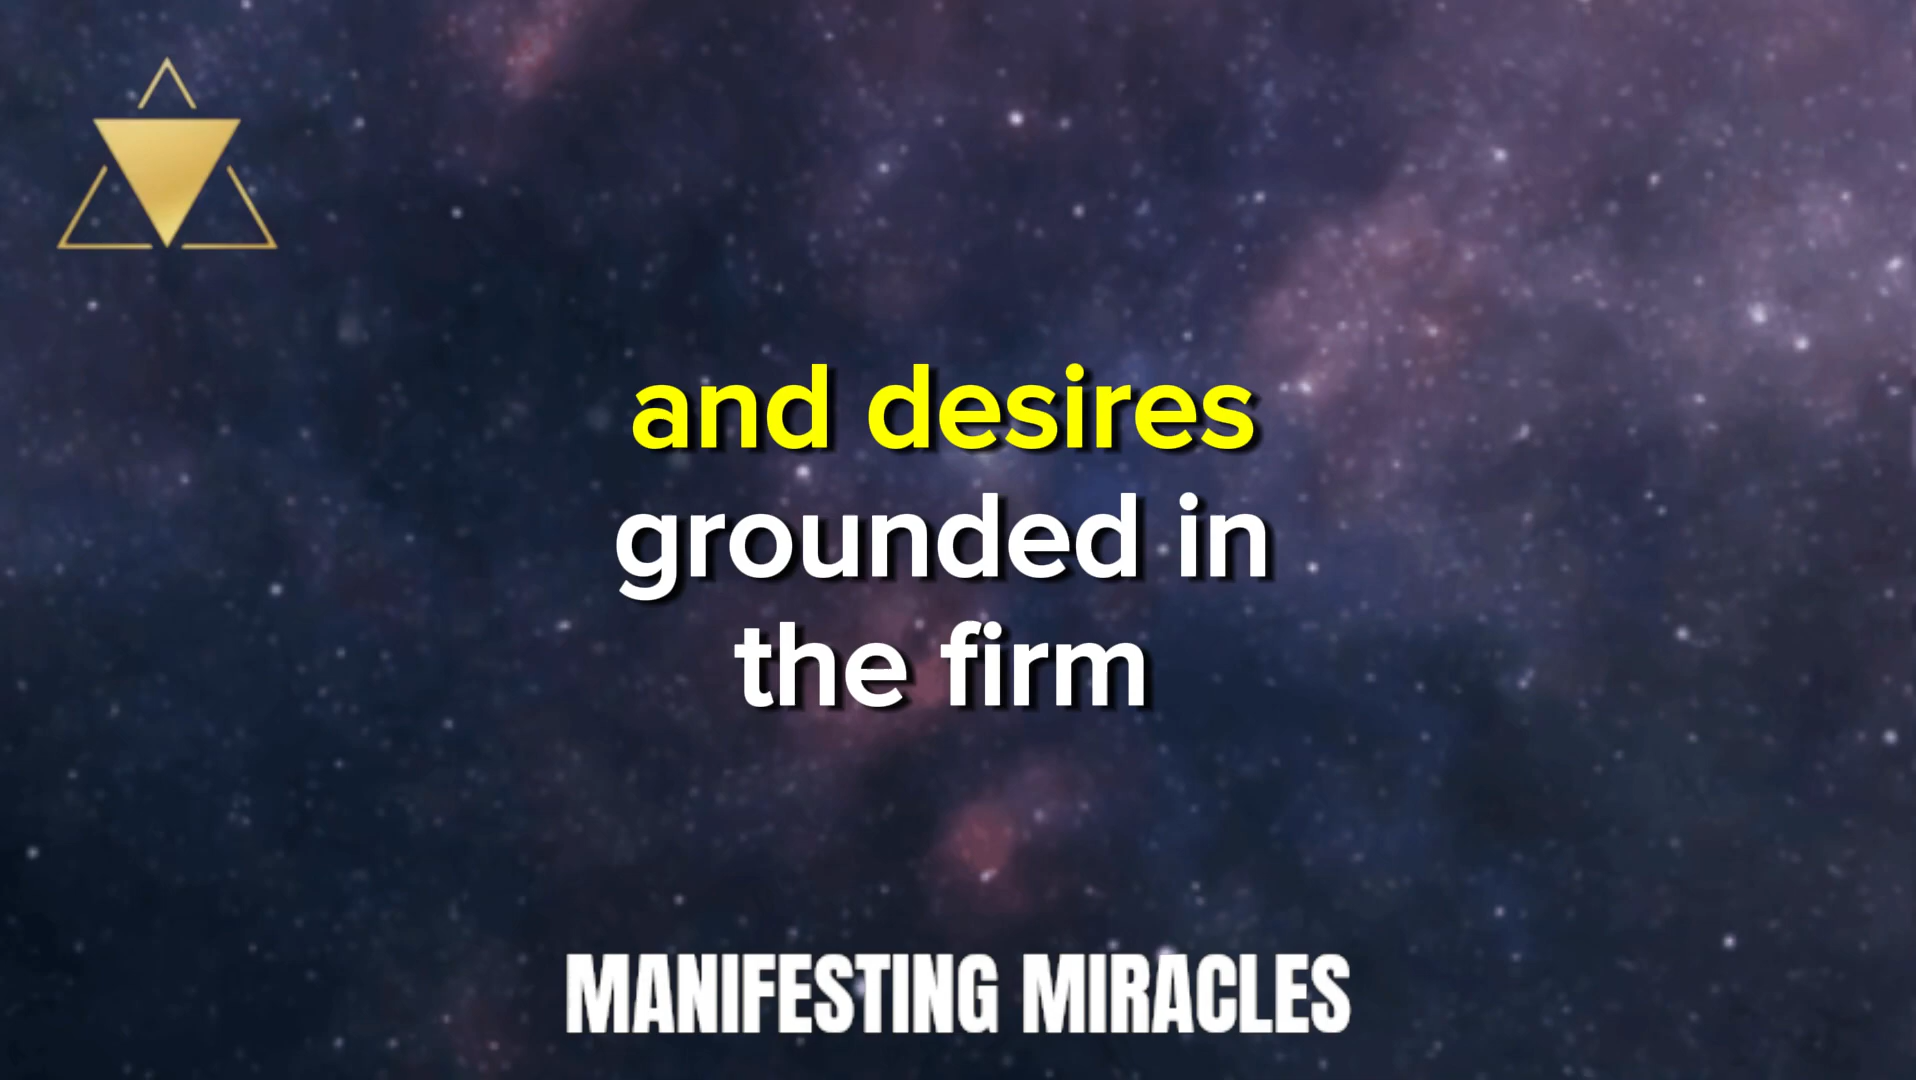 and desires
grounded in
the firm
MANIFESTING MIRACLES